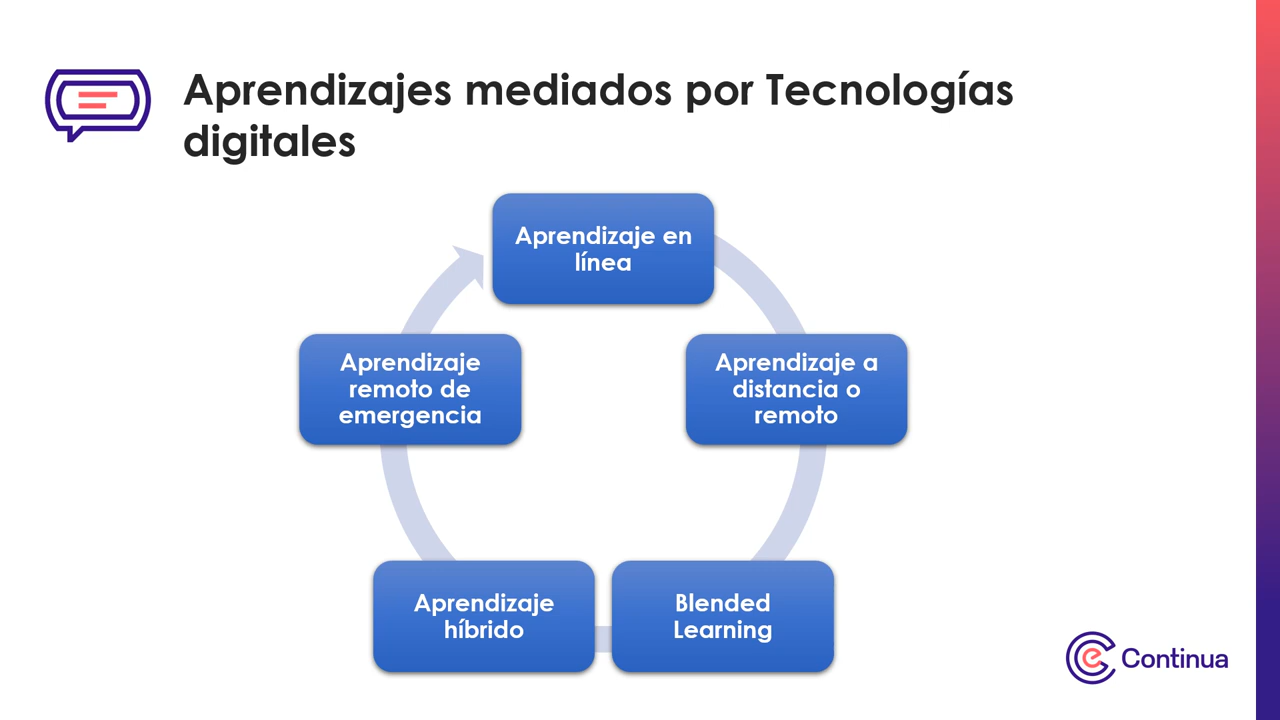 Aprendizajes mediados por Tecnologías
digitales
Aprendizaje en
línea
Aprendizaje a
distancia o
remoto
Blended
Learning
Aprendizaje
híbrido
Aprendizaje
remoto de
emergencia
Continua